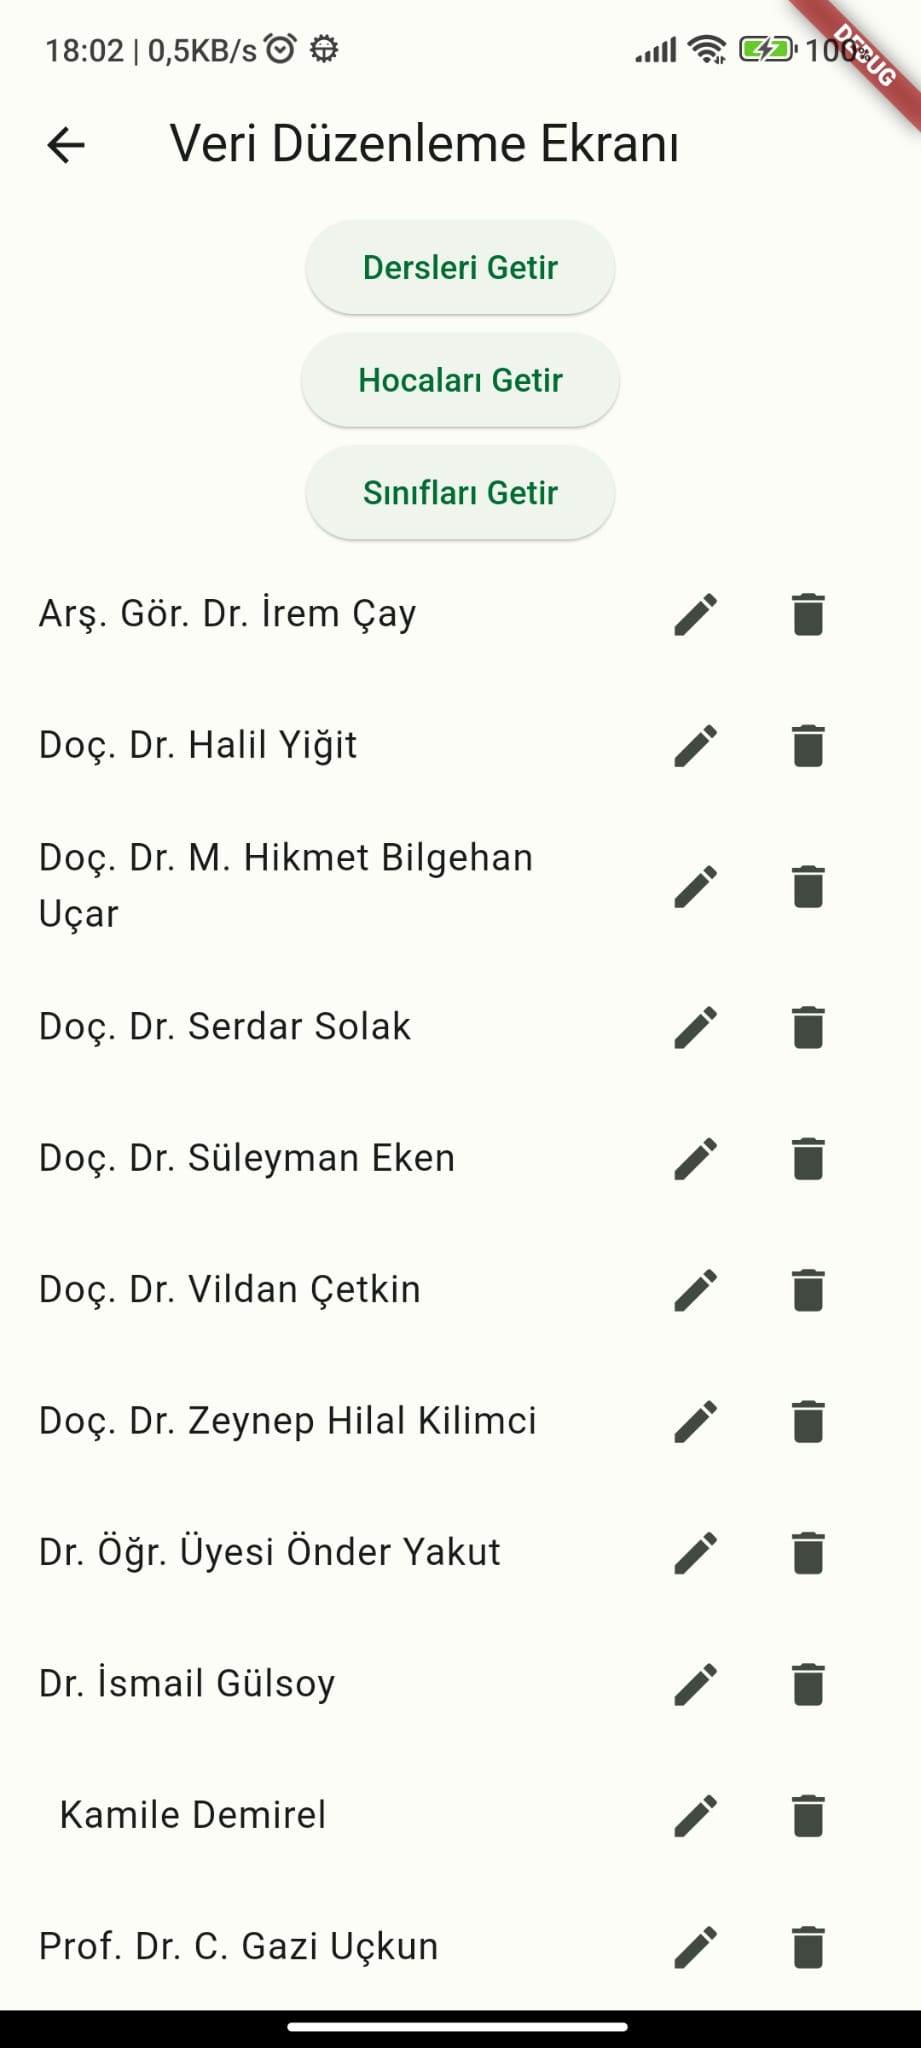 18:02 | 0,5KB/s 100%
DEBUG
Veri Düzenleme Ekranı
Dersleri Getir
Hocaları Getir
Sınıfları Getir
Arş. Gör. Dr. İrem Çay
Doç. Dr. Halil Yiğit
Doç. Dr. M. Hikmet Bilgehan
Uçar
Doç. Dr. Serdar Solak
Doç. Dr. Süleyman Eken
Doç. Dr. Vildan Çetkin
Doç. Dr. Zeynep Hilal Kilimci
Dr. Öğr. Üyesi Önder Yakut
Dr. İsmail Gülsoy
Kamile Demirel
Prof. Dr. C. Gazi Uçkun